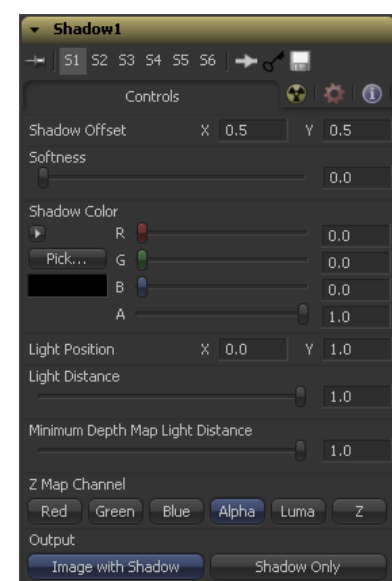 Shadow1
S1 S2 S3 S4 S5 S6
Controls
Shadow Offset X 0.5 Y 0.5
Softness
0.0
Shadow Color
R 0.0
Pick... G 0.0
B 0.0
A 1.0
Light Position X 0.0 Y 1.0
Light Distance
1.0
Minimum Depth Map Light Distance
1.0
Z Map Channel
Red Green Blue Alpha Luma Z
Output
Image with Shadow Shadow Only